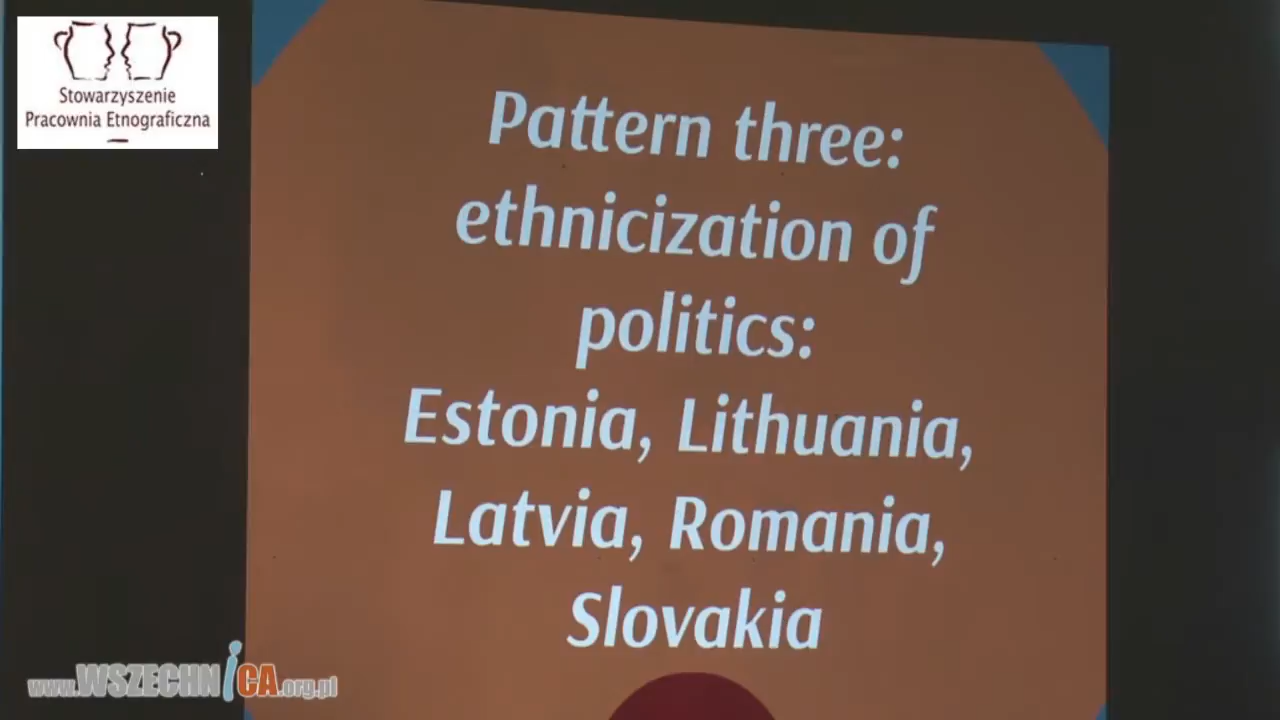 Stowarzyszenie
Pracownia Etnograficzna
Pattern three:
ethnicization of
politics:
Estonia, Lithuania,
Latvia, Romania,
Slovakia
www.WSZECHNiCA.org.pl